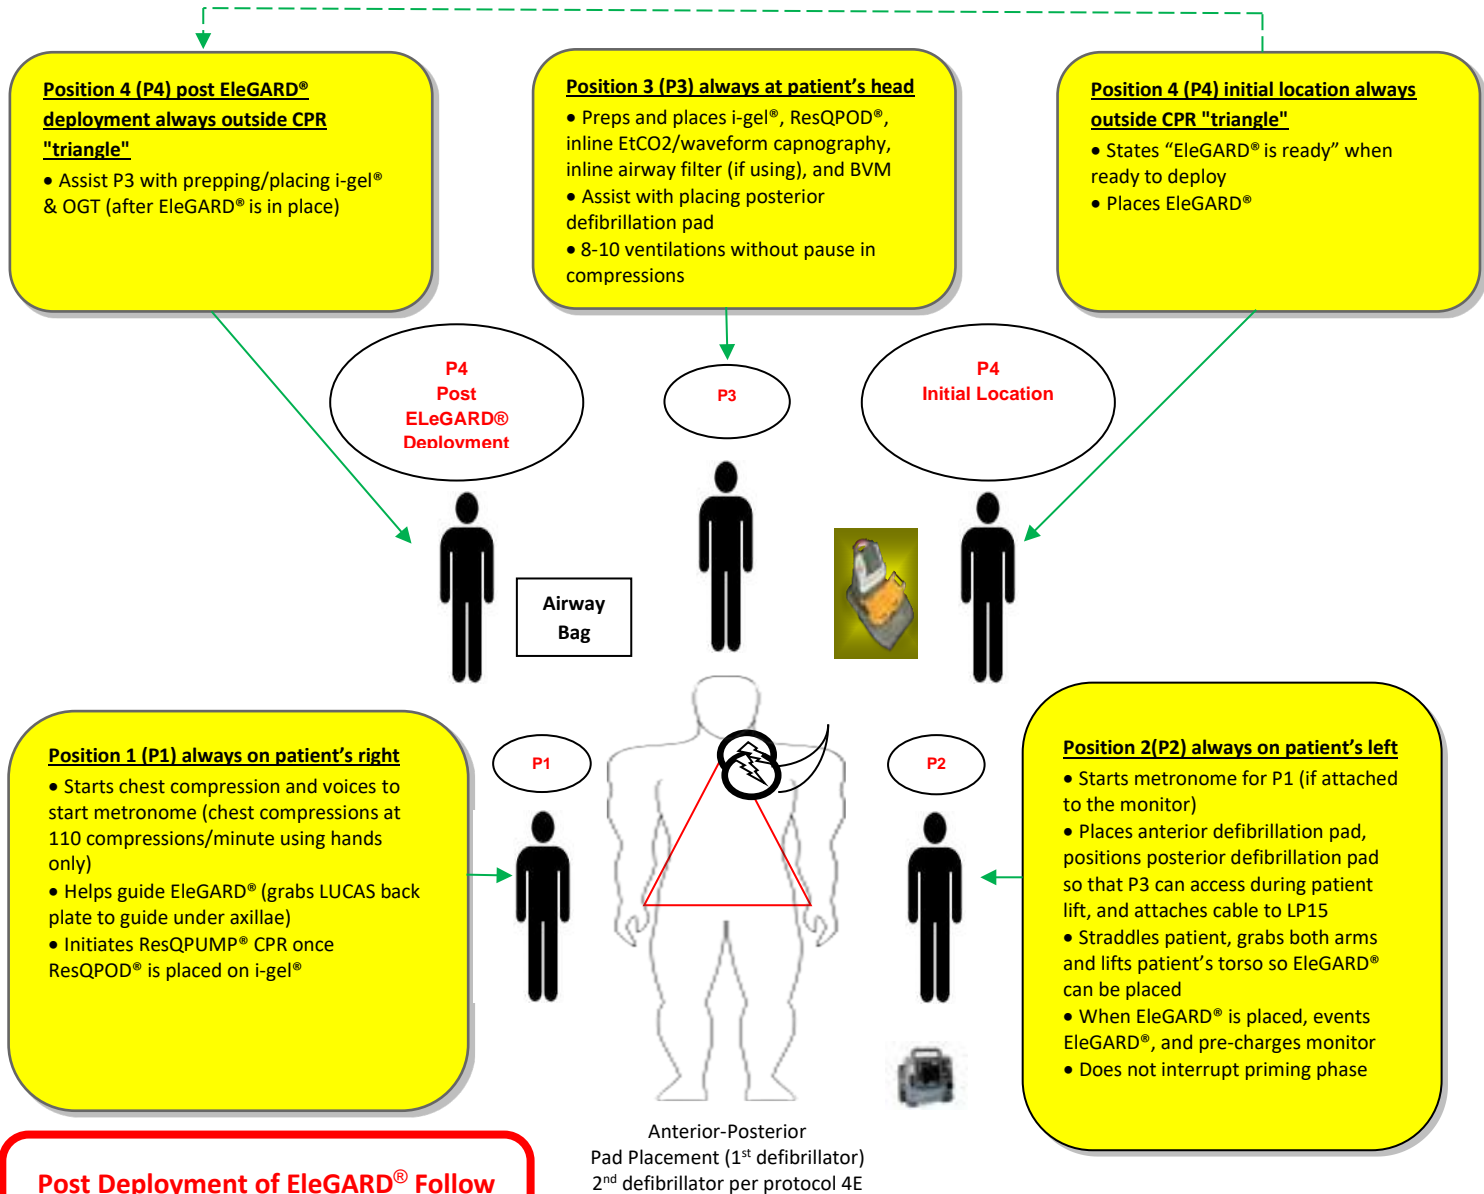 Position 4 (P4) post EleGARD®
deployment always outside CPR
"triangle"
• Assist P3 with prepping/placing i-gel®
& OGT (after EleGARD® is in place)
Position 3 (P3) always at patient’s head
• Preps and places i-gel®, ResQPOD®,
inline EtCO2/waveform capnography,
inline airway filter (if using), and BVM
• Assist with placing posterior
defibrillation pad
• 8-10 ventilations without pause in
compressions
Position 4 (P4) initial location always
outside CPR "triangle"
• States “EleGARD® is ready” when
ready to deploy
• Places EleGARD®
P4
Post
ELeGARD®
Deployment
P3
P4
Initial Location
Airway
Bag
Position 1 (P1) always on patient’s right
• Starts chest compression and voices to
start metronome (chest compressions at
110 compressions/minute using hands
only)
• Helps guide EleGARD® (grabs LUCAS back
plate to guide under axillae)
• Initiates ResQPUMP® CPR once
ResQPOD® is placed on i-gel®
P1
P2
Position 2(P2) always on patient’s left
• Starts metronome for P1 (if attached
to the monitor)
• Places anterior defibrillation pad,
positions posterior defibrillation pad
so that P3 can access during patient
lift, and attaches cable to LP15
• Straddles patient, grabs both arms
and lifts patient’s torso so EleGARD®
can be placed
• When EleGARD® is placed, events
EleGARD®, and pre-charges monitor
• Does not interrupt priming phase
Anterior-Posterior
Pad Placement (1st defibrillator)
2nd defibrillator per protocol 4E
Post Deployment of EleGARD® Follow